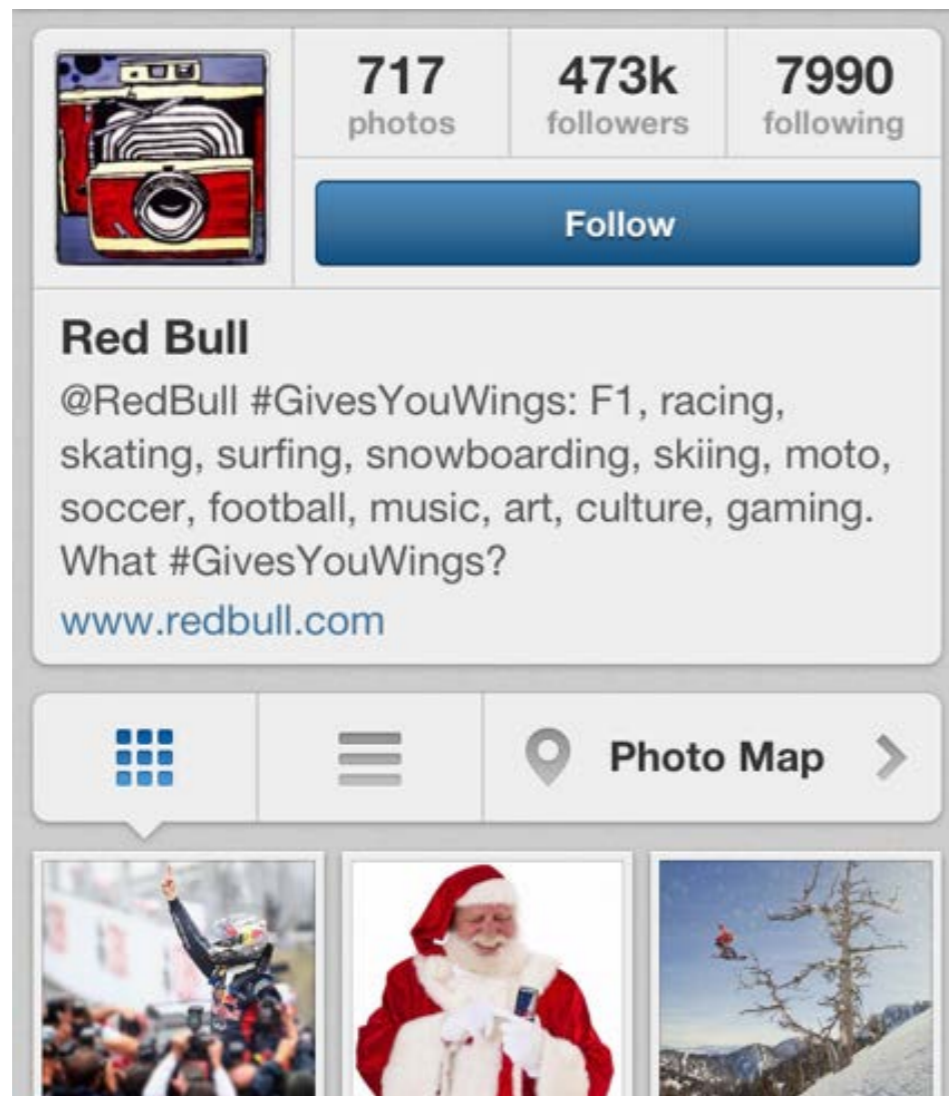 717
photos
473k
followers
7990
following
Follow
Red Bull
@RedBull #GivesYouWings: F1, racing,
skating, surfing, snowboarding, skiing, moto,
soccer, football, music, art, culture, gaming.
What #GivesYouWings?
www.redbull.com
Photo Map